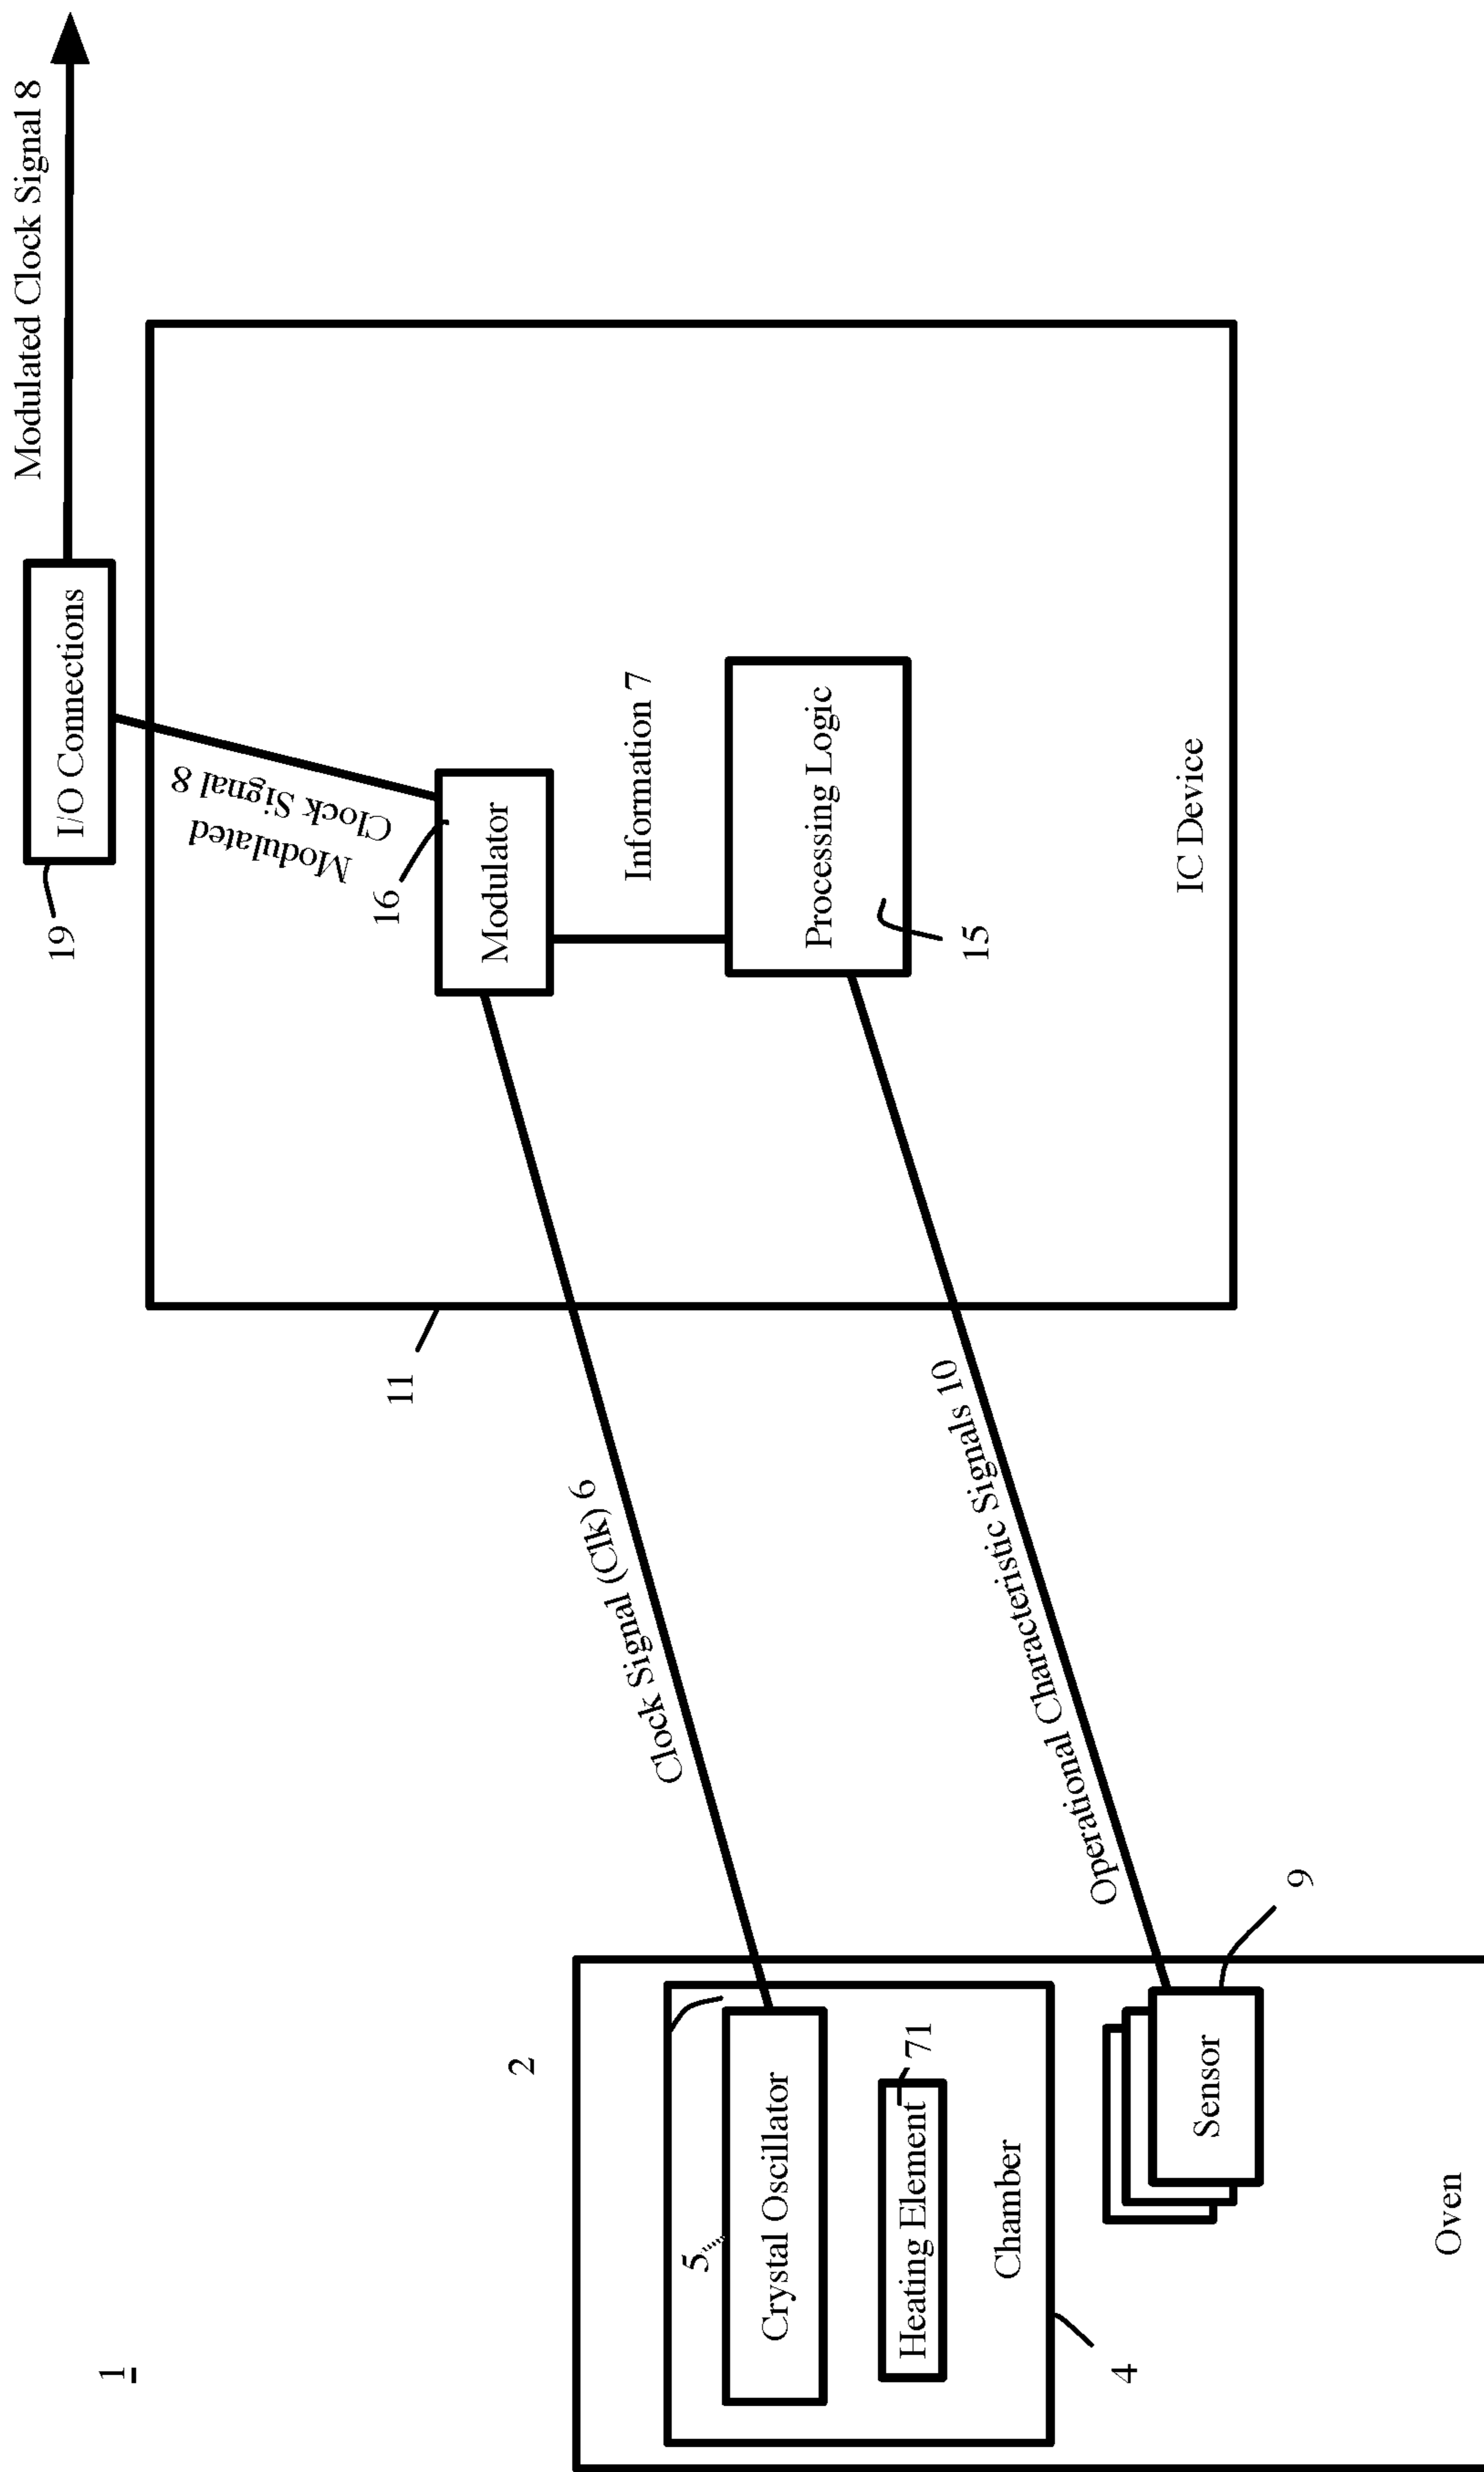 1
2
5
Crystal Oscillator
Heating Element
71
Chamber
4
Sensor
9
Oven
Clock Signal (Clk) 6
Operational Characteristic Signals 10
11
19
I/O Connections
Modulated Clock Signal 8
Modulated
Clock Signal 8
16
Modulator
Information 7
Processing Logic
15
IC Device